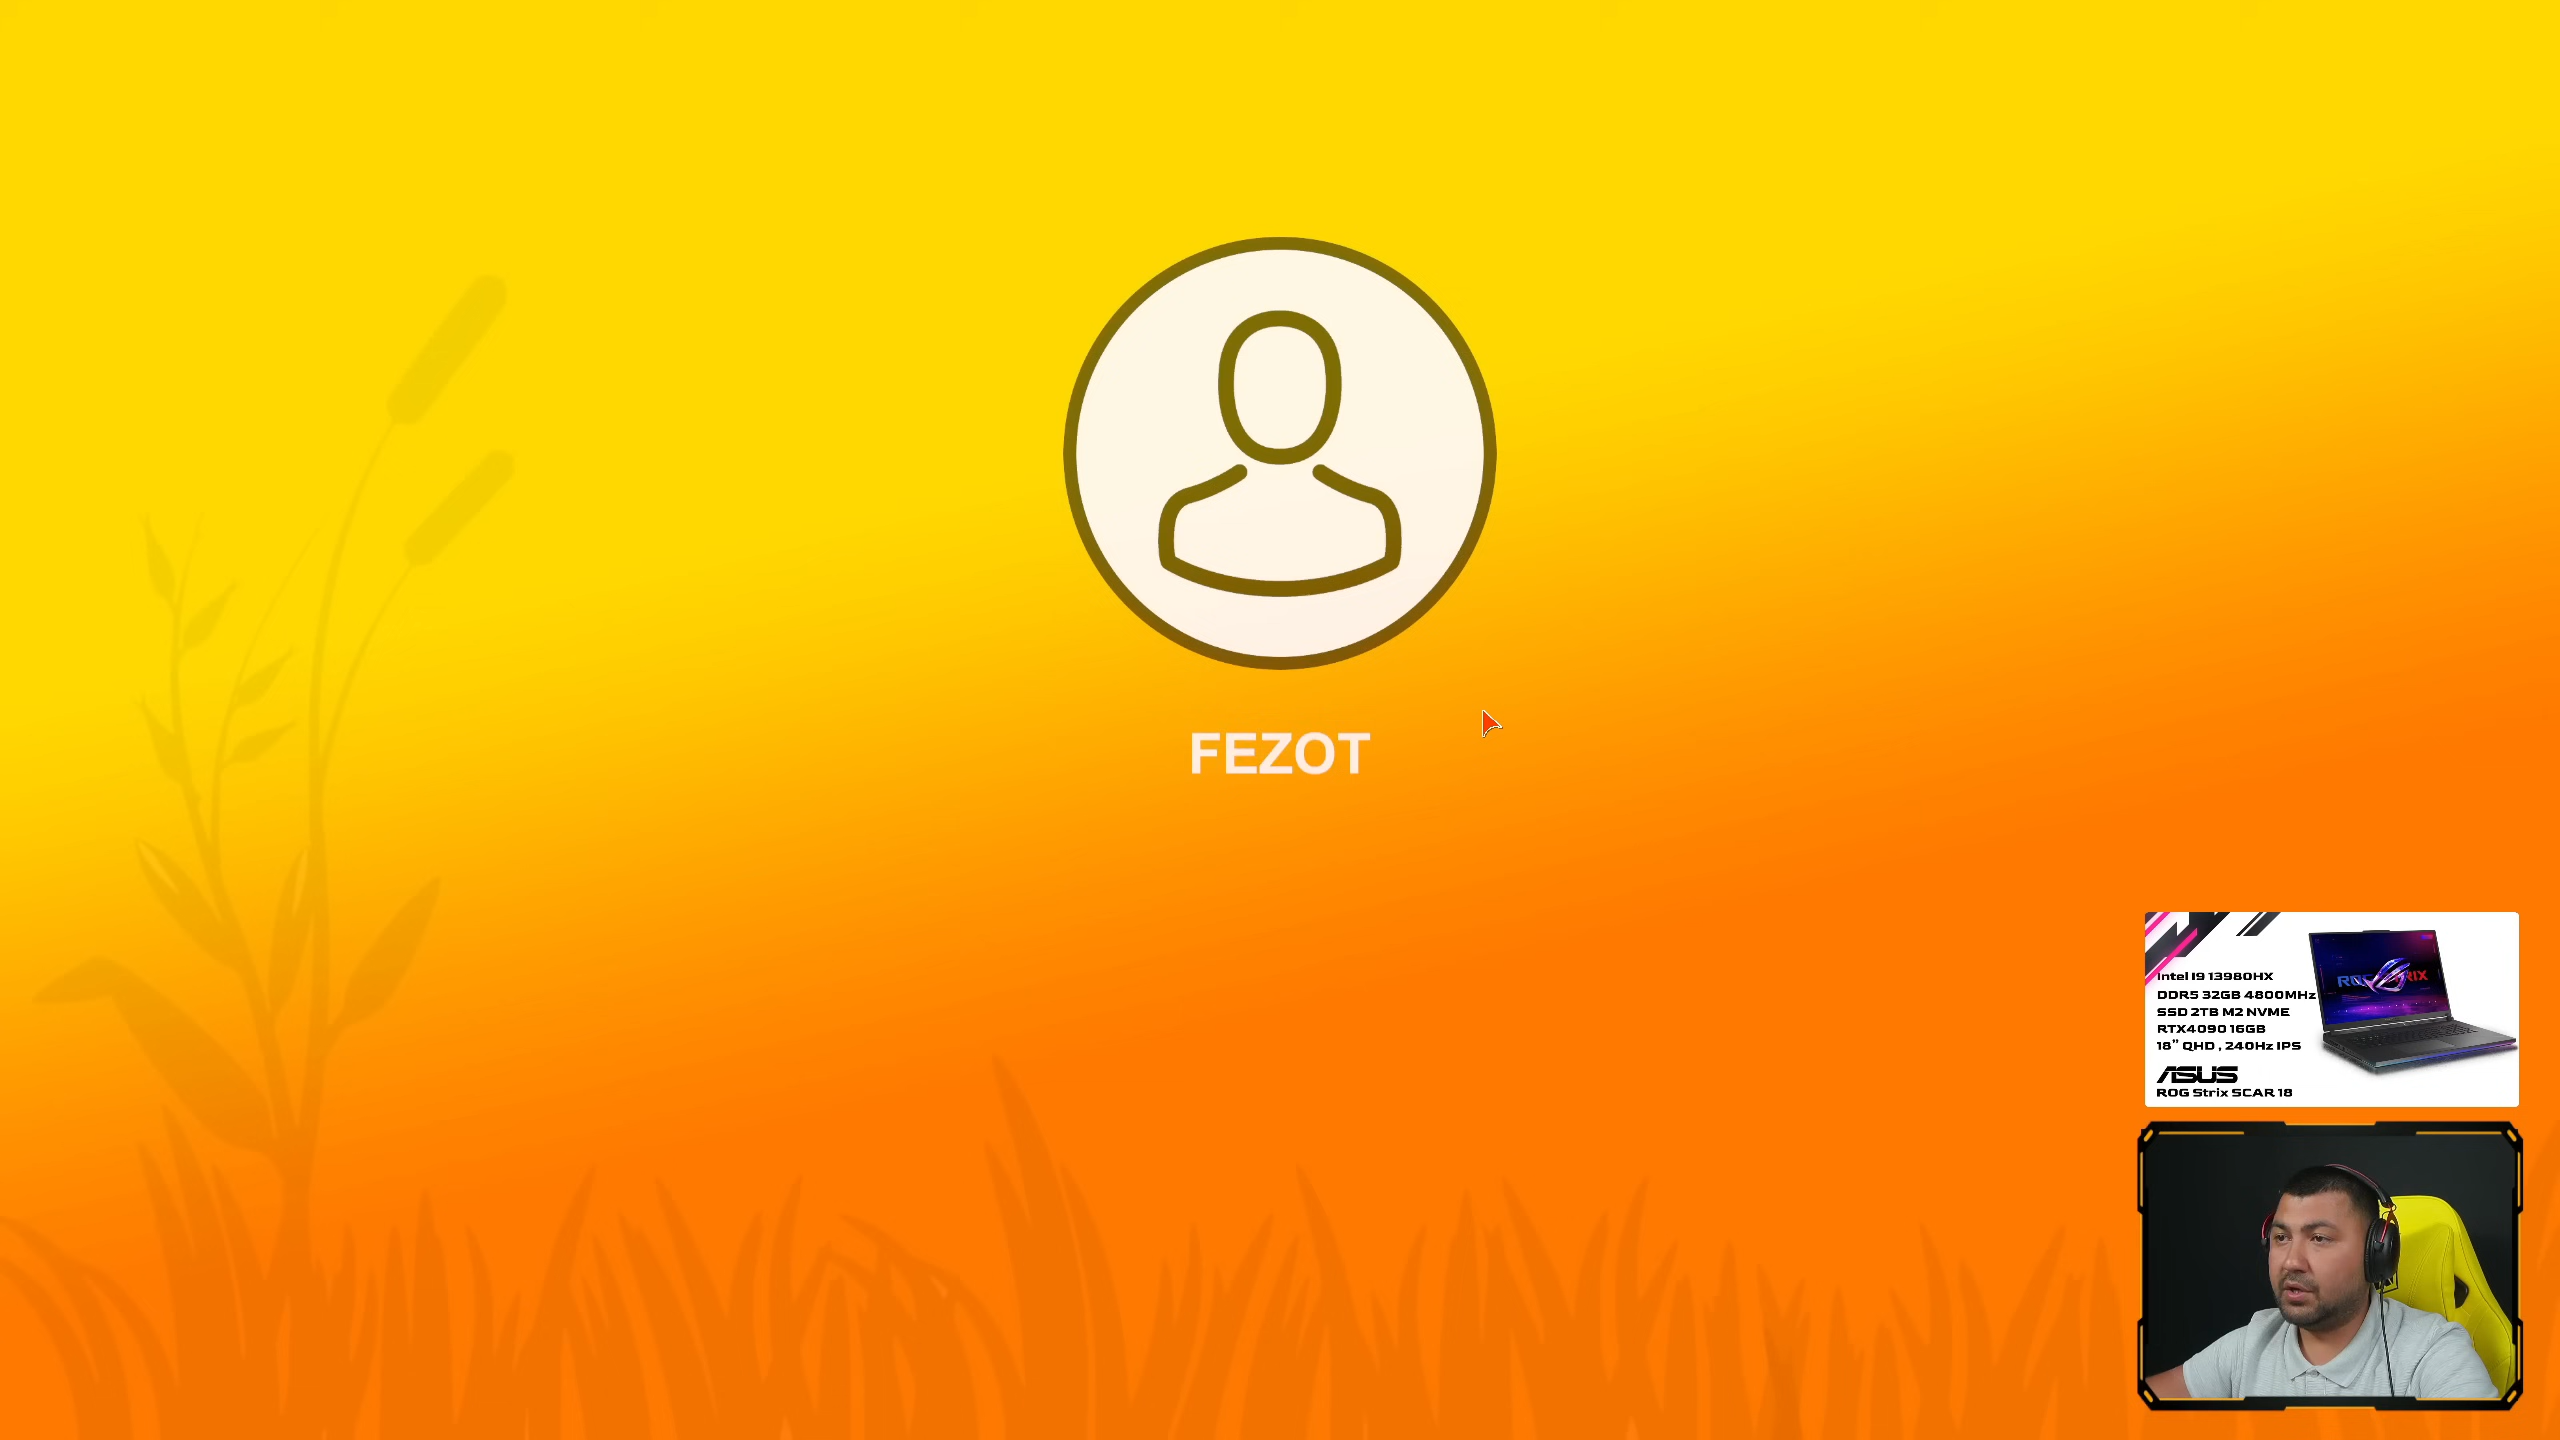 FEZOT
Intel I9 13980HX
DDR5 32GB 4800MHz
SSD 2TB M2 NVME
RTX4090 16GB
18” QHD , 240Hz IPS
ASUS
ROG Strix SCAR 18